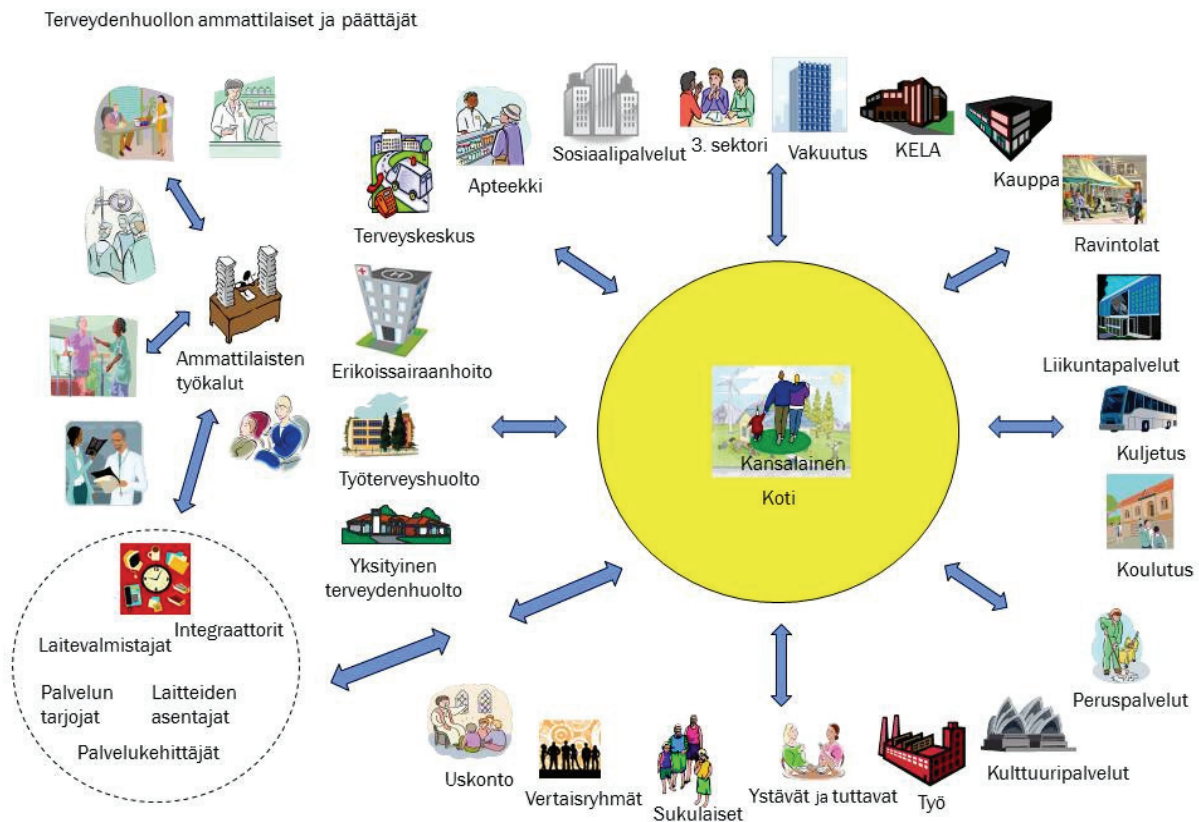 Terveydenhuollon ammattilaiset ja päättäjät
Sosiaalipalvelut
3. sektori
Vakuutus
KELA
Kauppa
Apteekki
Terveyskeskus
Ravintolat
Erikoissairaanhoito
Liikuntapalvelut
Ammattilaisten
työkalut
Kansalainen
Koti
Kuljetus
Työterveyshuolto
Koulutus
Yksityinen
terveydenhuolto
Integraattorit
Laitevalmistajat
Palvelun
tarjojat
Laitteiden
asentajat
Palvelukehittäjät
Peruspalvelut
Kulttuuripalvelut
Työ
Ystävät ja tuttavat
Sukulaiset
Vertaisryhmät
Uskonto